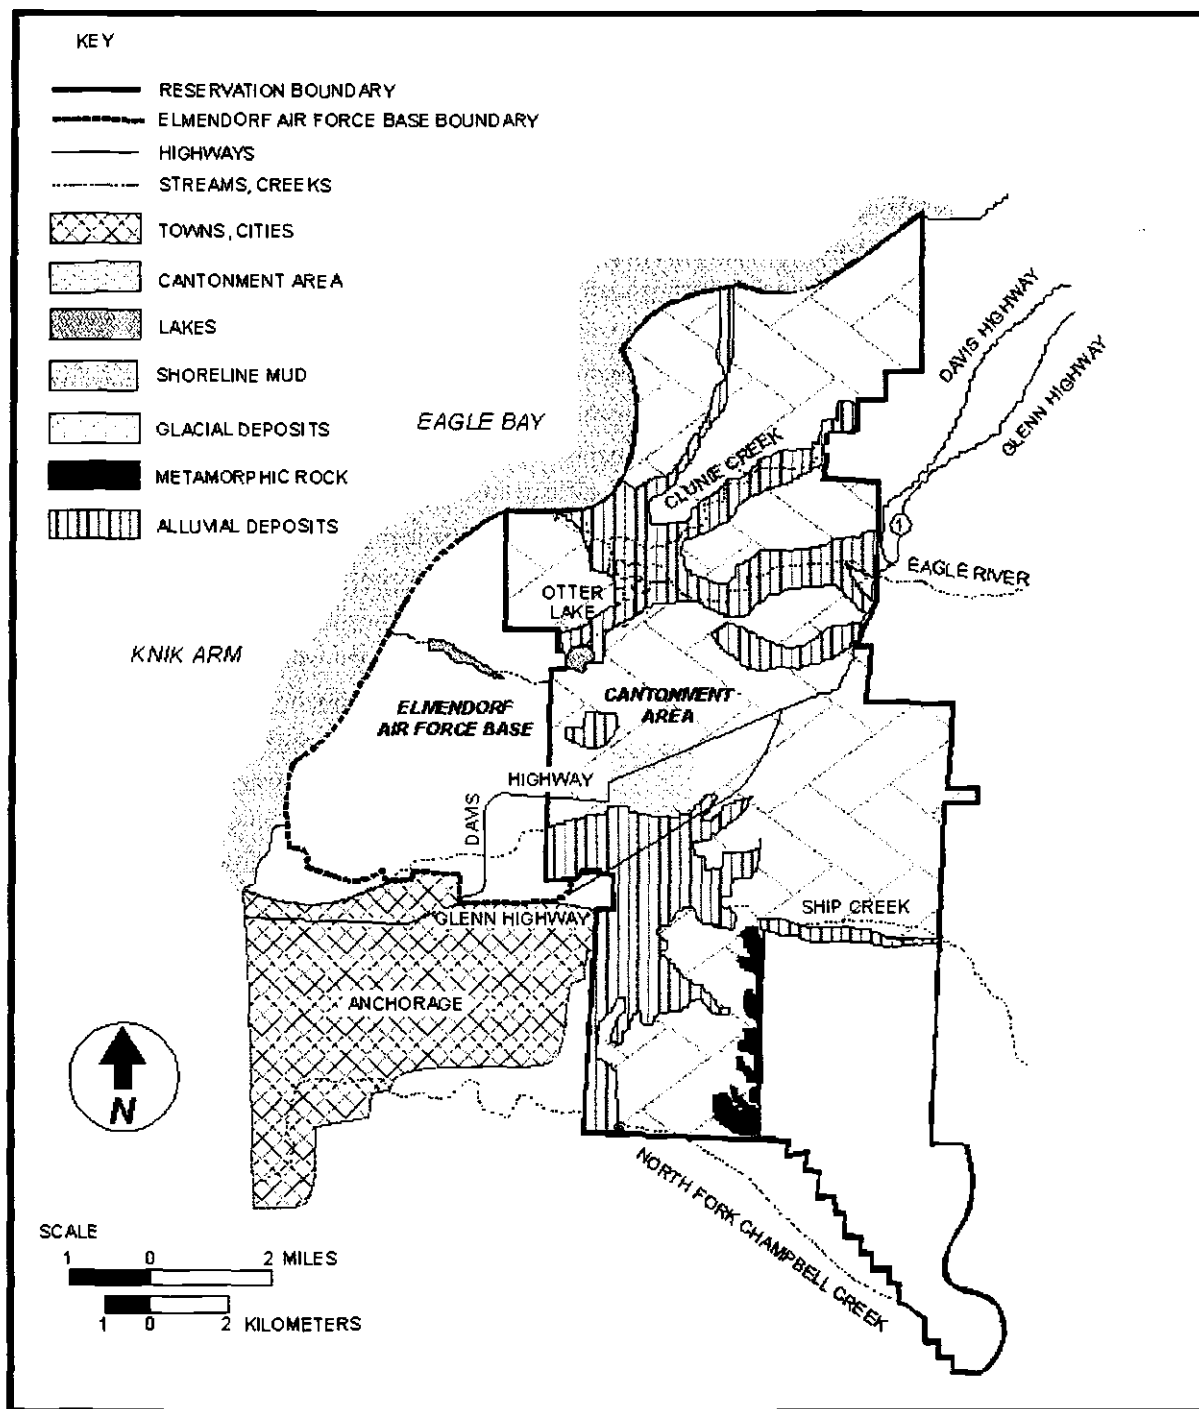 KEY
RESERVATION BOUNDARY
ELMENDORF AIR FORCE BASE BOUNDARY
HIGHWAYS
STREAMS, CREEKS
TOWNS, CITIES
CANTONMENT AREA
LAKES
SHORELINE MUD
GLACIAL DEPOSITS
METAMORPHIC ROCK
ALLUVIAL DEPOSITS
DAVIS HIGHWAY
GLENN HIGHWAY
EAGLE BAY
CLUNIE CREEK
1
EAGLE RIVER
OTTER
LAKE
KNIK ARM
ELMENDORF
AIR FORCE BASE
CANTONMENT
AREA
HIGHWAY
DAVIS
SHIP CREEK
GLENN HIGHWAY
ANCHORAGE
N
NORTH FORK CHAMPBELL CREEK
SCALE
1 0 2 MILES
1 0 2 KILOMETERS